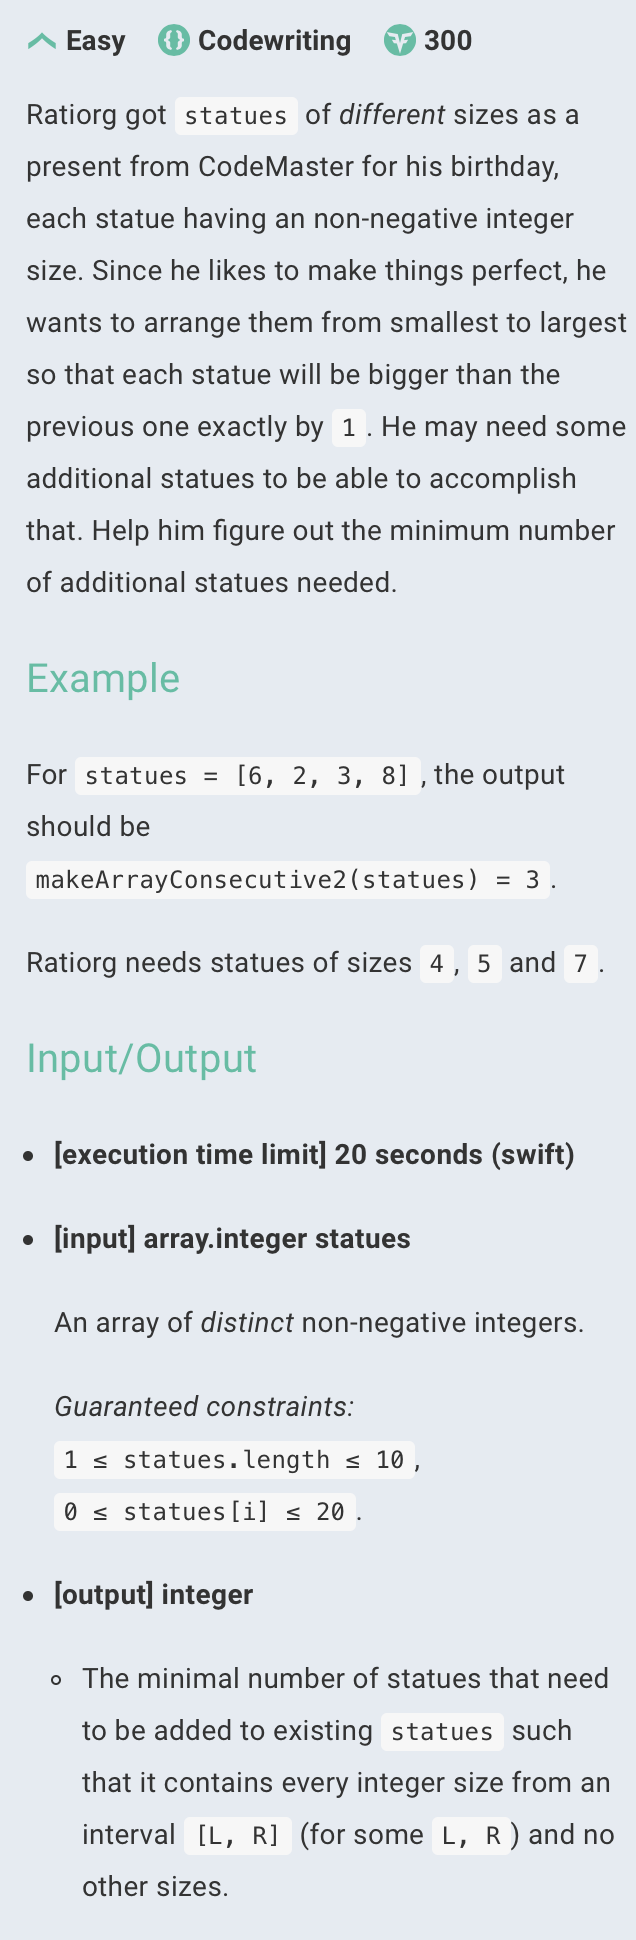 Easy Codewriting 300
Ratiorg got statues of different sizes as a
present from CodeMaster for his birthday,
each statue having an non-negative integer
size. Since he likes to make things perfect, he
wants to arrange them from smallest to largest
so that each statue will be bigger than the
previous one exactly by 1. He may need some
additional statues to be able to accomplish
that. Help him figure out the minimum number
of additional statues needed.
Example
For statues = [6, 2, 3, 8], the output
should be
makeArrayConsecutive2(statues) = 3.
Ratiorg needs statues of sizes 4, 5 and 7.
Input/Output
• [execution time limit] 20 seconds (swift)
• [input] array.integer statues
An array of distinct non-negative integers.
Guaranteed constraints:
1 ≤ statues.length ≤ 10,
0 ≤ statues[i] ≤ 20.
• [output] integer
◦ The minimal number of statues that need
to be added to existing statues such
that it contains every integer size from an
interval [L, R] (for some L, R) and no
other sizes.